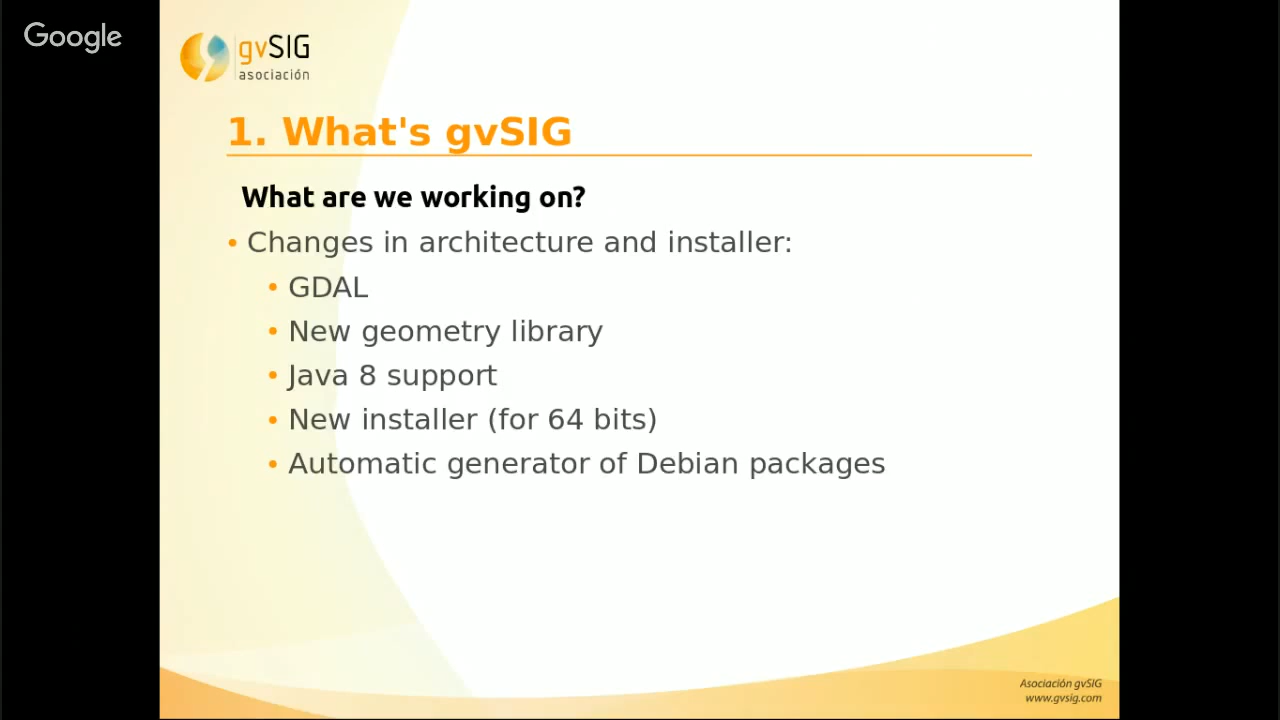 Google
gvSIG
asociación
1. What's gvSIG
What are we working on?
• Changes in architecture and installer:
• GDAL
• New geometry library
• Java 8 support
• New installer (for 64 bits)
• Automatic generator of Debian packages
Asociación gvSIG
www.gvsig.com